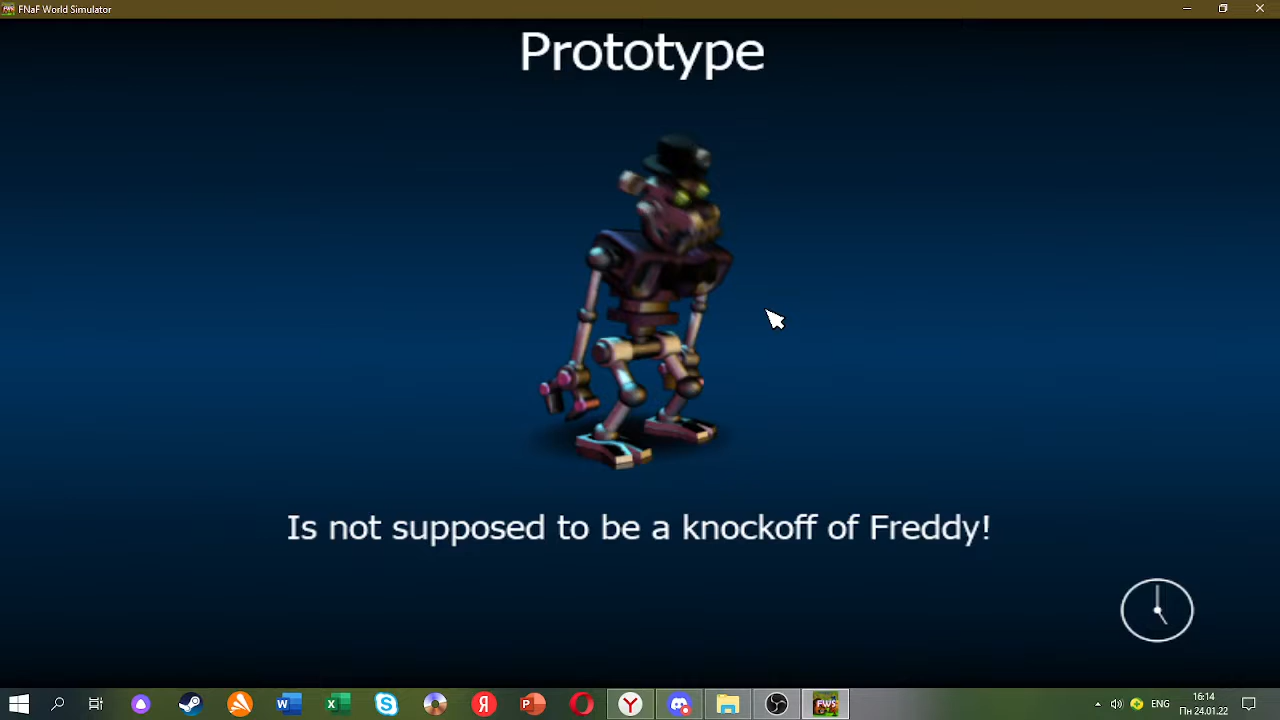 FNaF World Simulator
Prototype
Is not supposed to be a knockoff of Freddy!
FWS
16:14
ENG
Пн 24.01.22